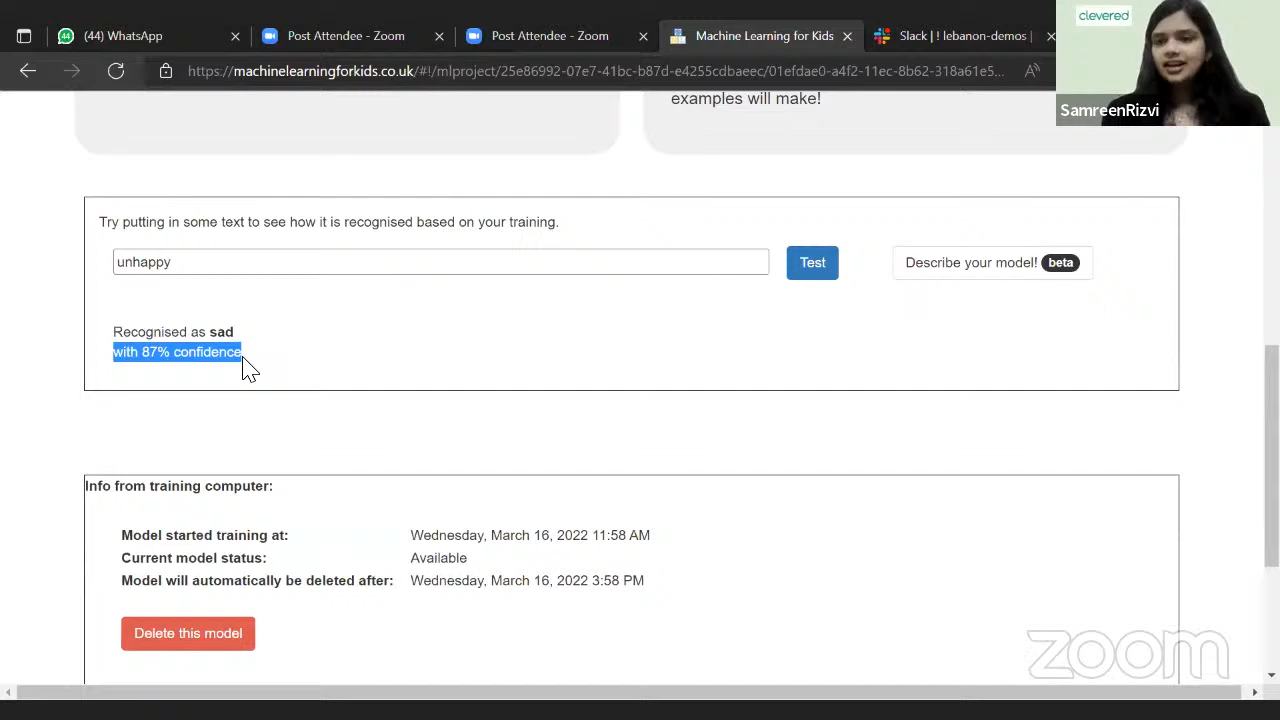 (44) WhatsApp
Post Attendee - Zoom
Post Attendee - Zoom
Machine Learning for Kids
Slack | ! lebanon-demos |
https://machinelearningforkids.co.uk/#!/mlproject/25e86992-07e7-41bc-b87d-e4255cdbaeec/01efdae0-a4f2-11ec-8b62-318a61e5...
clevered
SamreenRizvi
examples will make!
Try putting in some text to see how it is recognised based on your training.
unhappy
Test
Describe your model! beta
Recognised as sad
with 87% confidence
Info from training computer:
Model started training at: Wednesday, March 16, 2022 11:58 AM
Current model status: Available
Model will automatically be deleted after: Wednesday, March 16, 2022 3:58 PM
Delete this model
zoom